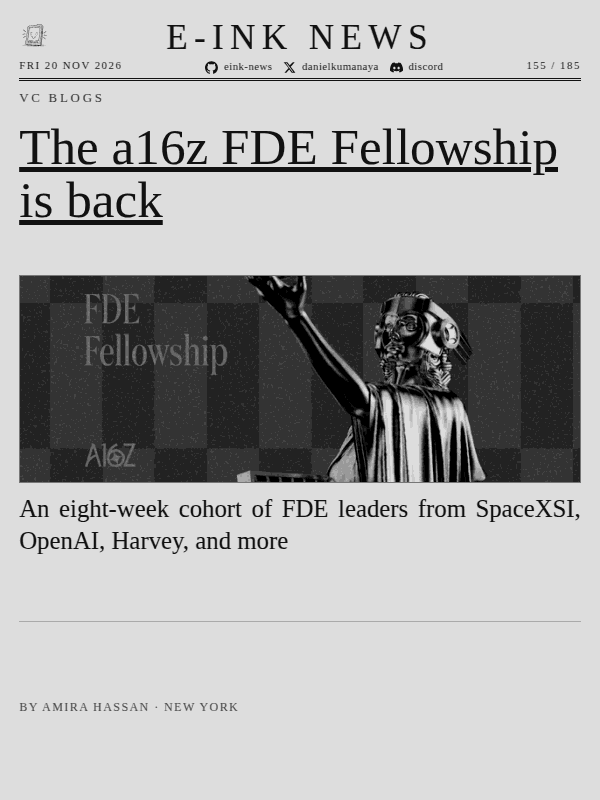 E-INK NEWS
FRI 20 NOV 2026
eink-news danielkumanaya discord
155 / 185
VC BLOGS
The a16z FDE Fellowship
is back
FDE
Fellowship
A16Z
An eight-week cohort of FDE leaders from SpaceXSI,
OpenAI, Harvey, and more
BY AMIRA HASSAN · NEW YORK